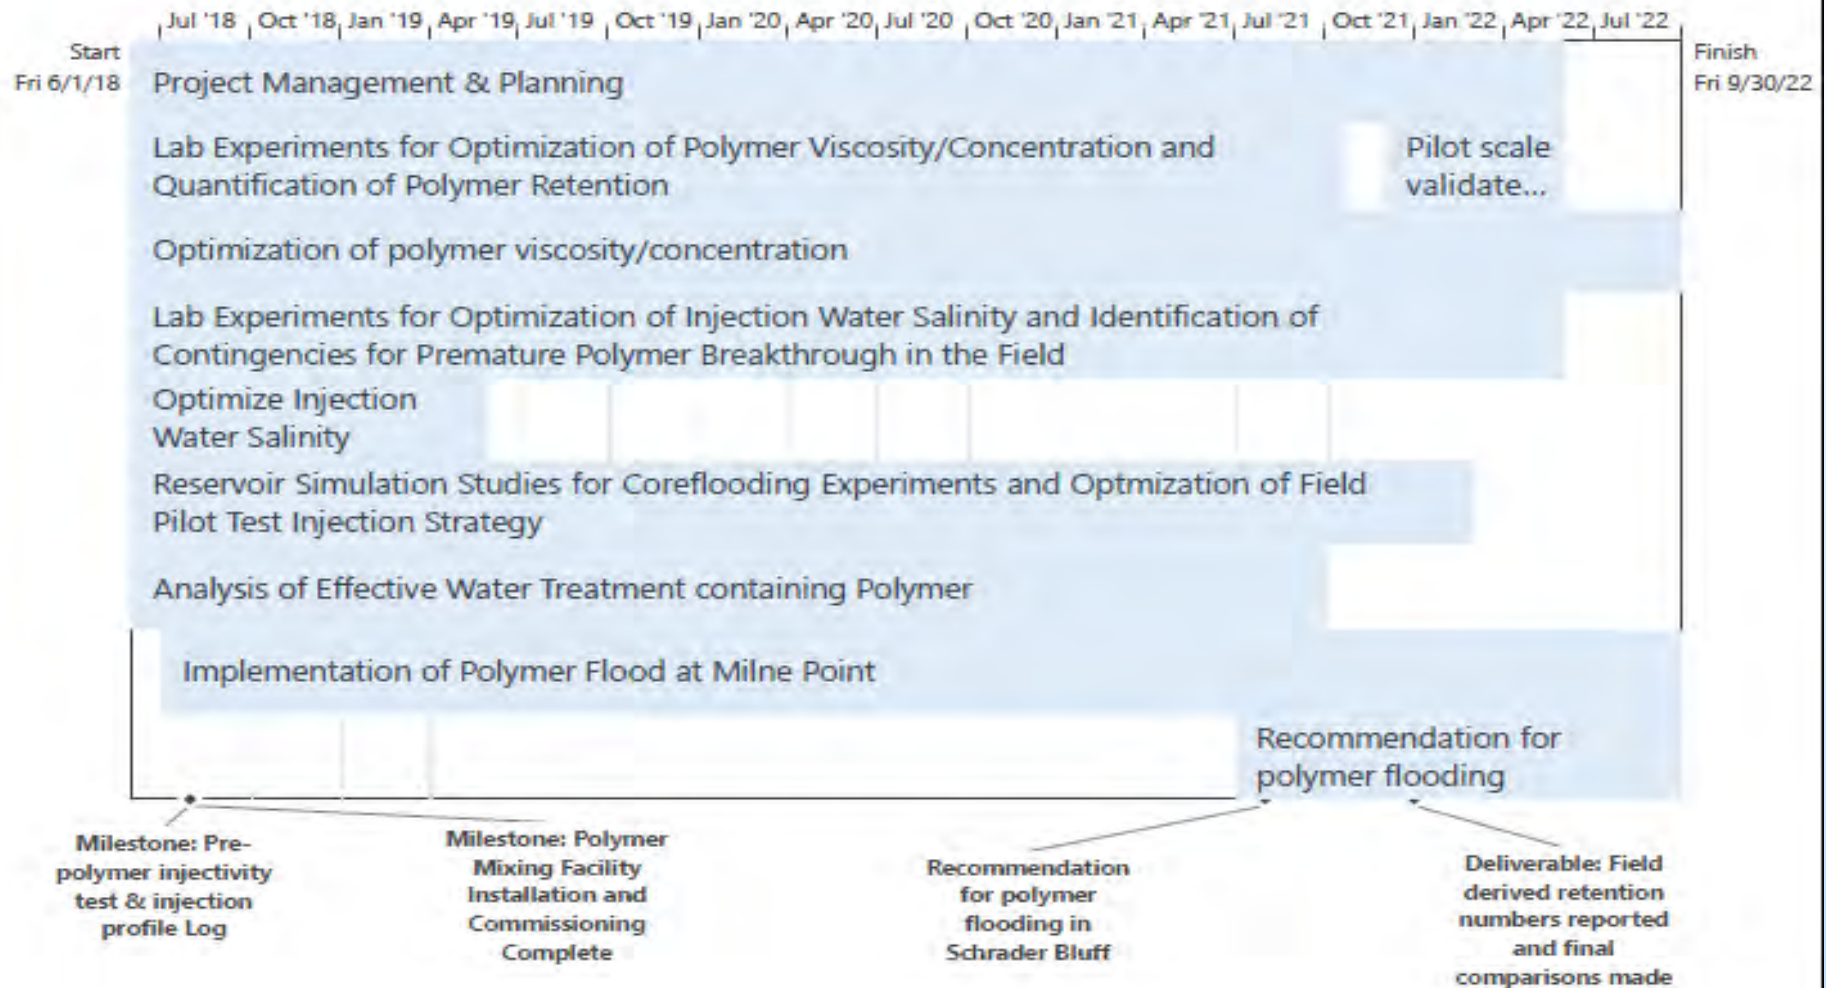 Jul '18 Oct '18 Jan '19 Apr '19 Jul '19 Oct '19 Jan '20 Apr '20 Jul '20 Oct '20 Jan '21 Apr '21 Jul '21 Oct '21 Jan '22 Apr '22 Jul '22
Start
Fri 6/1/18
Finish
Fri 9/30/22
Project Management & Planning
Lab Experiments for Optimization of Polymer Viscosity/Concentration and
Quantification of Polymer Retention
Pilot scale
validate...
Optimization of polymer viscosity/concentration
Lab Experiments for Optimization of Injection Water Salinity and Identification of
Contingencies for Premature Polymer Breakthrough in the Field
Optimize Injection
Water Salinity
Reservoir Simulation Studies for Coreflooding Experiments and Optmization of Field
Pilot Test Injection Strategy
Analysis of Effective Water Treatment containing Polymer
Implementation of Polymer Flood at Milne Point
Recommendation for
polymer flooding
Milestone: Pre-
polymer injectivity
test & injection
profile Log
Milestone: Polymer
Mixing Facility
Installation and
Commissioning
Complete
Recommendation
for polymer
flooding in
Schrader Bluff
Deliverable: Field
derived retention
numbers reported
and final
comparisons made